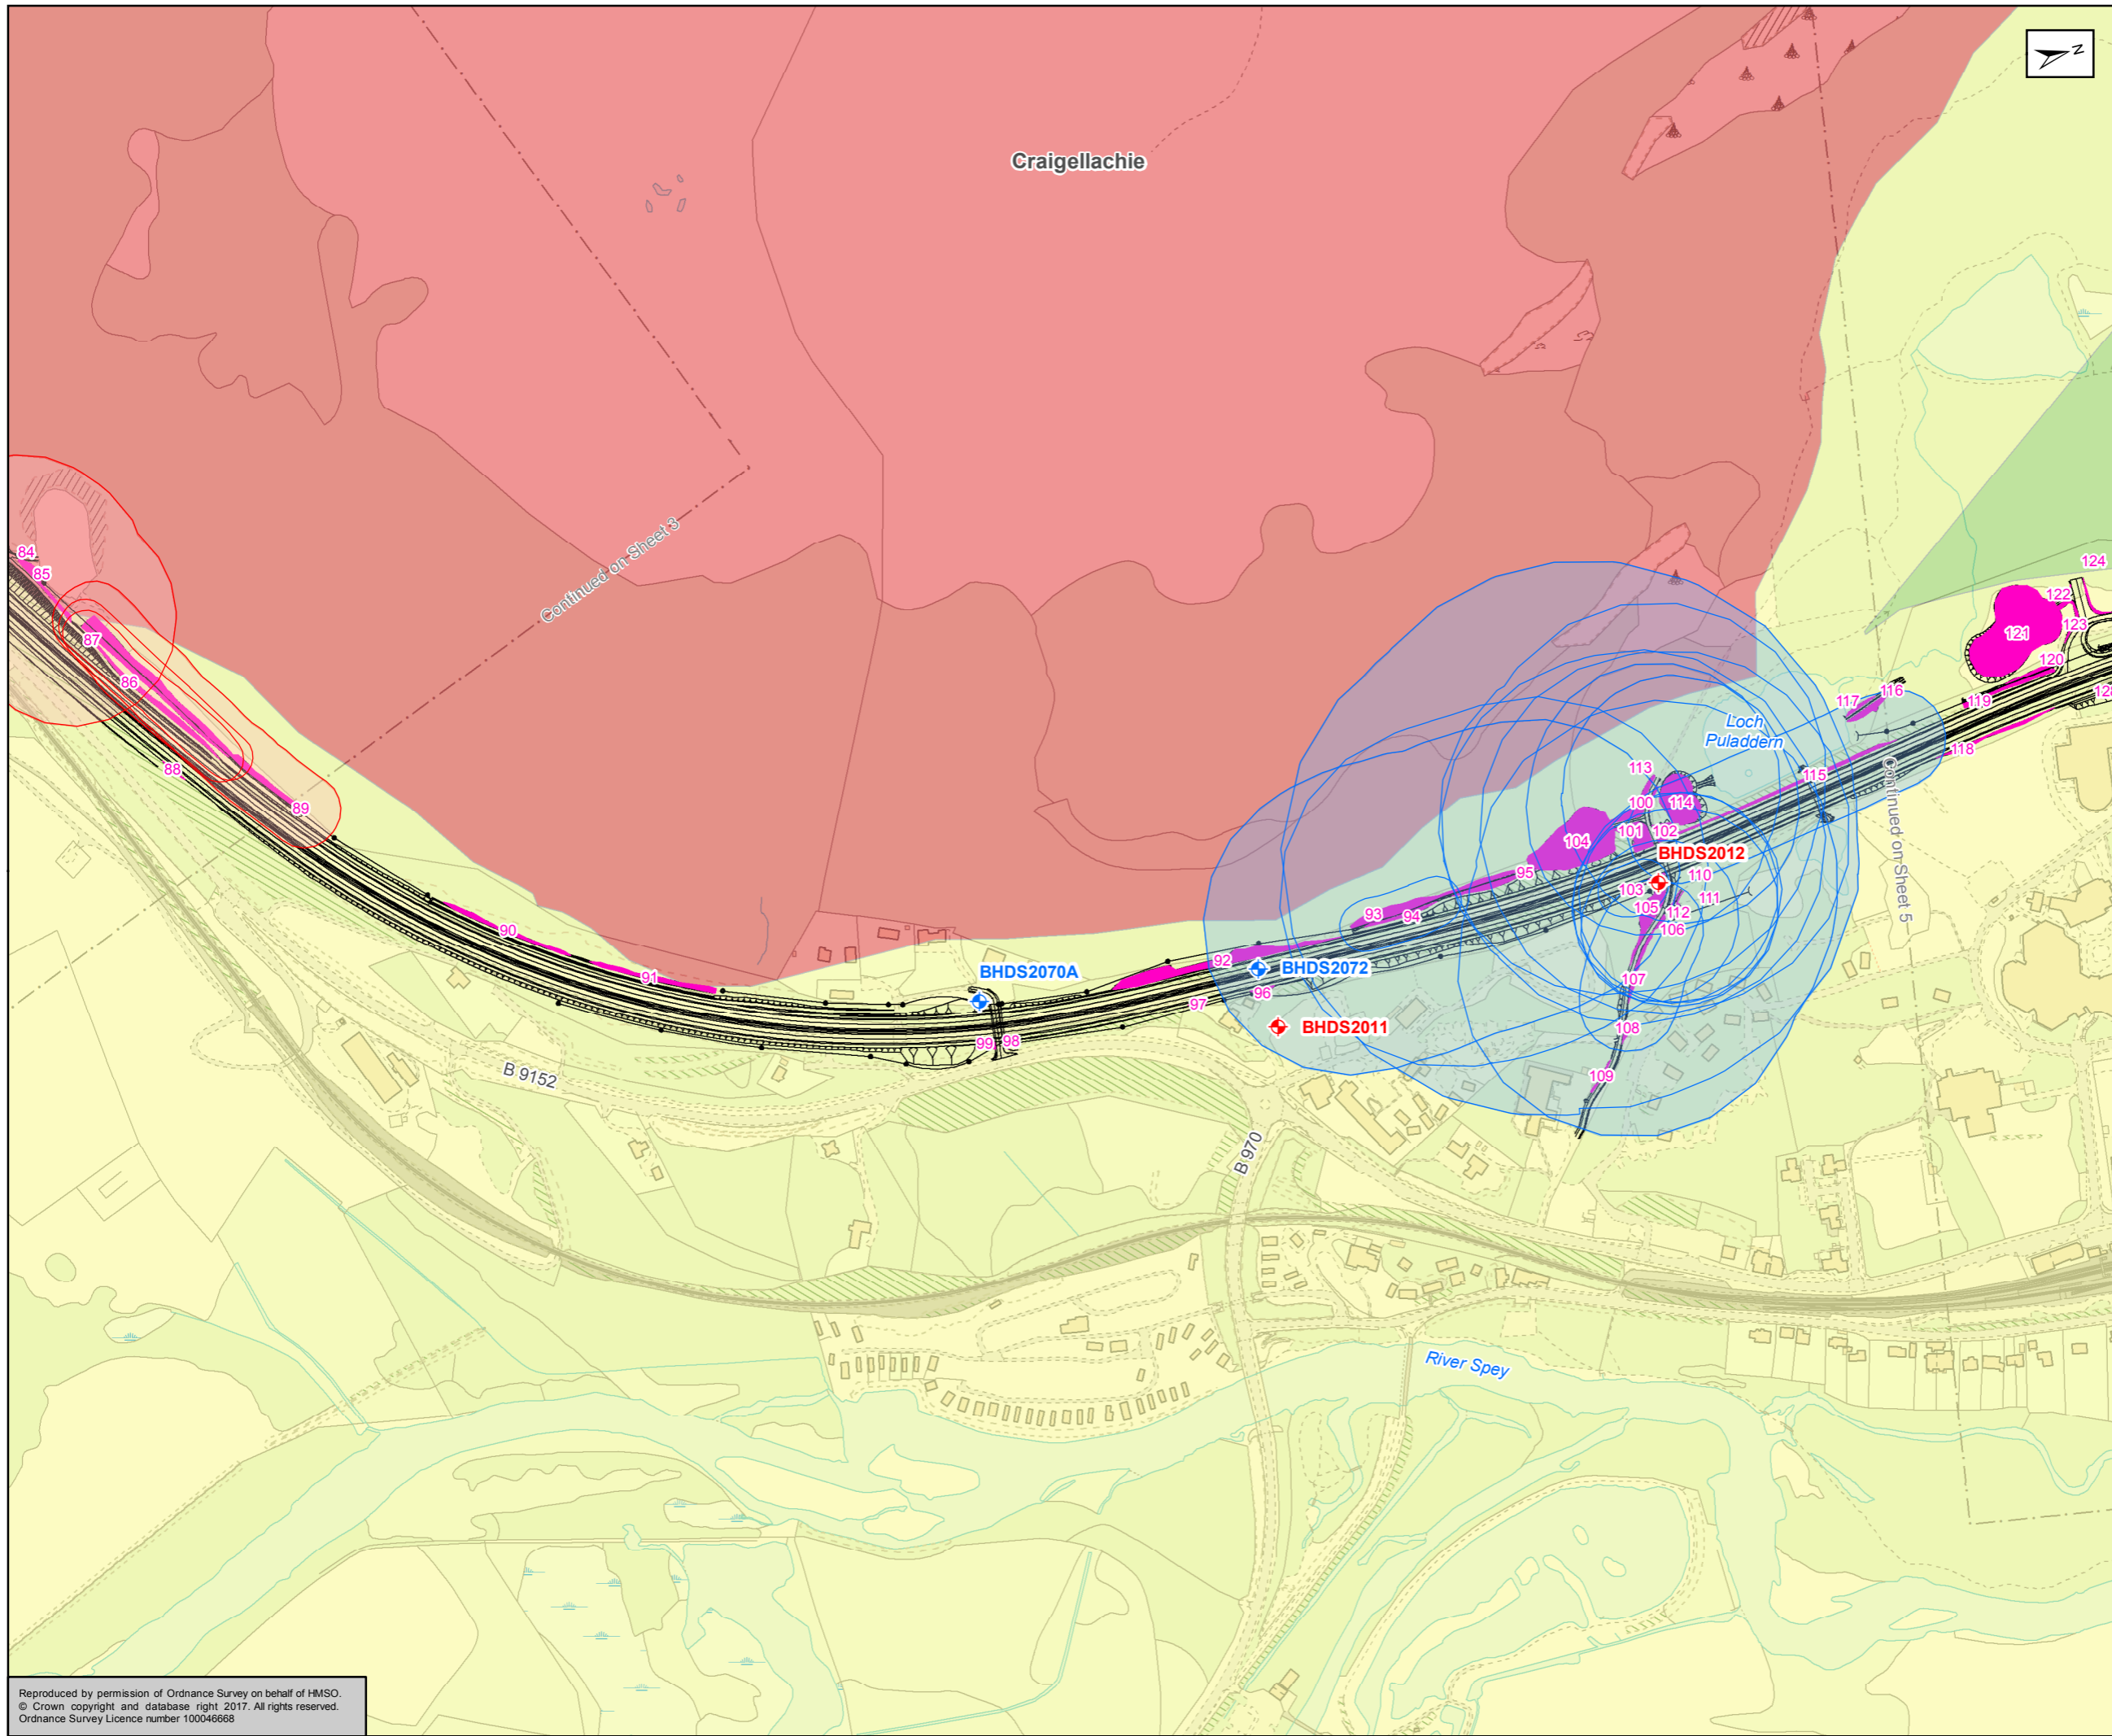 Z
Craigellachie
Continued on Sheet 3
84
85
87
86
88
89
90
91
92
93
94
95
96
97
98
99
BHDS2070A
BHDS2072
BHDS2011
BHDS2012
Loch
Puladdern
113
114
100
101
102
104
103
105
110
111
112
106
107
108
109
115
116
117
118
119
120
121
122
123
124
128
Continued on Sheet 5
B 9152
B 970
River Spey
Reproduced by permission of Ordnance Survey on behalf of HMSO.
© Crown copyright and database right 2017. All rights reserved.
Ordnance Survey Licence number 100046668